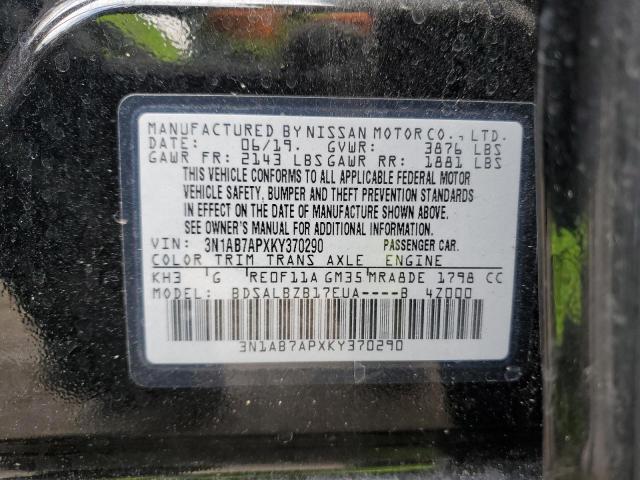 MANUFACTURED BY NISSAN MOTOR CO., LTD.
DATE: 06/19. GVWR: 3876 LBS
GAWR FR: 2143 LBS GAWR RR: 1881 LBS
THIS VEHICLE CONFORMS TO ALL APPLICABLE FEDERAL MOTOR
VEHICLE SAFETY, BUMPER AND THEFT PREVENTION STANDARDS
IN EFFECT ON THE DATE OF MANUFACTURE SHOWN ABOVE.
SEE OWNER'S MANUAL FOR ADDITIONAL INFORMATION.
VIN: 3N1AB7APXKY370290 PASSENGER CAR.
COLOR TRIM TRANS AXLE ENGINE
KH3 G RE0F11A GM35 MRA8DE 1798 CC
MODEL: BDSALBZB17EUA----B 4Z000
3N1AB7APXKY370290